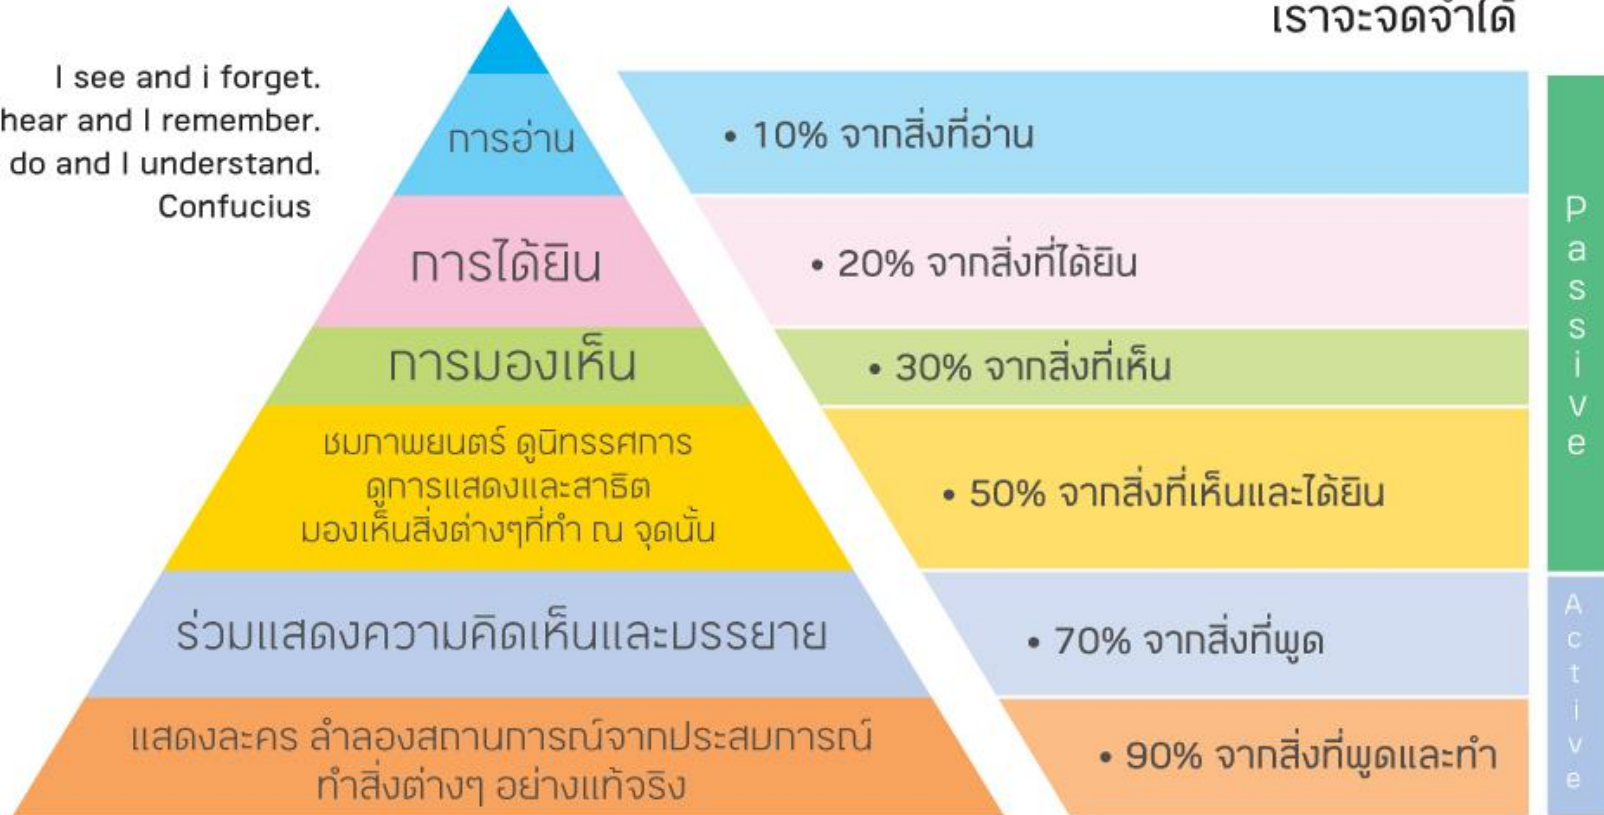 เราจะจดจำได้
I see and i forget.
hear and I remember.
do and I understand.
Confucius
การอ่าน
• 10% จากสิ่งที่อ่าน
การได้ยิน
• 20% จากสิ่งที่ได้ยิน
การมองเห็น
• 30% จากสิ่งที่เห็น
ชมภาพยนตร์ ดูนิทรรศการ
ดูการแสดงและสาธิต
มองเห็นสิ่งต่างๆที่ทำ ณ จุดนั้น
• 50% จากสิ่งที่เห็นและได้ยิน
Passive
ร่วมแสดงความคิดเห็นและบรรยาย
• 70% จากสิ่งที่พูด
แสดงละคร ลำลองสถานการณ์จากประสบการณ์
ทำสิ่งต่างๆ อย่างแท้จริง
• 90% จากสิ่งที่พูดและทำ
Active